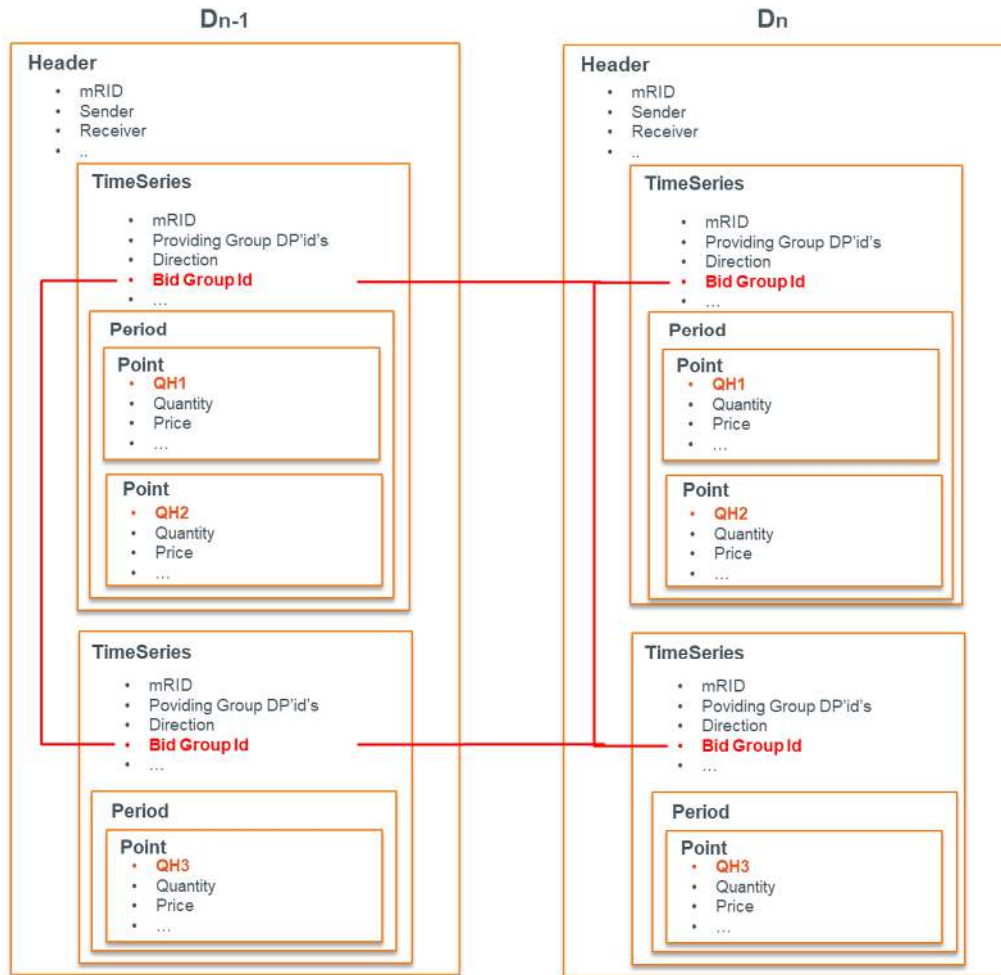 Dn-1
Header
• mRID
• Sender
• Receiver
• ..
TimeSeries
• mRID
• Providing Group DP'id's
• Direction
• Bid Group Id
• ...
Period
Point
• QH1
• Quantity
• Price
• ...
Point
• QH2
• Quantity
• Price
• ...
TimeSeries
• mRID
• Poviding Group DP'id's
• Direction
• Bid Group Id
• ...
Period
Point
• QH3
• Quantity
• Price
• ...
Dn
Header
• mRID
• Sender
• Receiver
• ..
TimeSeries
• mRID
• Providing Group DP'id's
• Direction
• Bid Group Id
• ...
Period
Point
• QH1
• Quantity
• Price
• ...
Point
• QH2
• Quantity
• Price
• ...
TimeSeries
• mRID
• Poviding Group DP'id's
• Direction
• Bid Group Id
• ...
Period
Point
• QH3
• Quantity
• Price
• ...